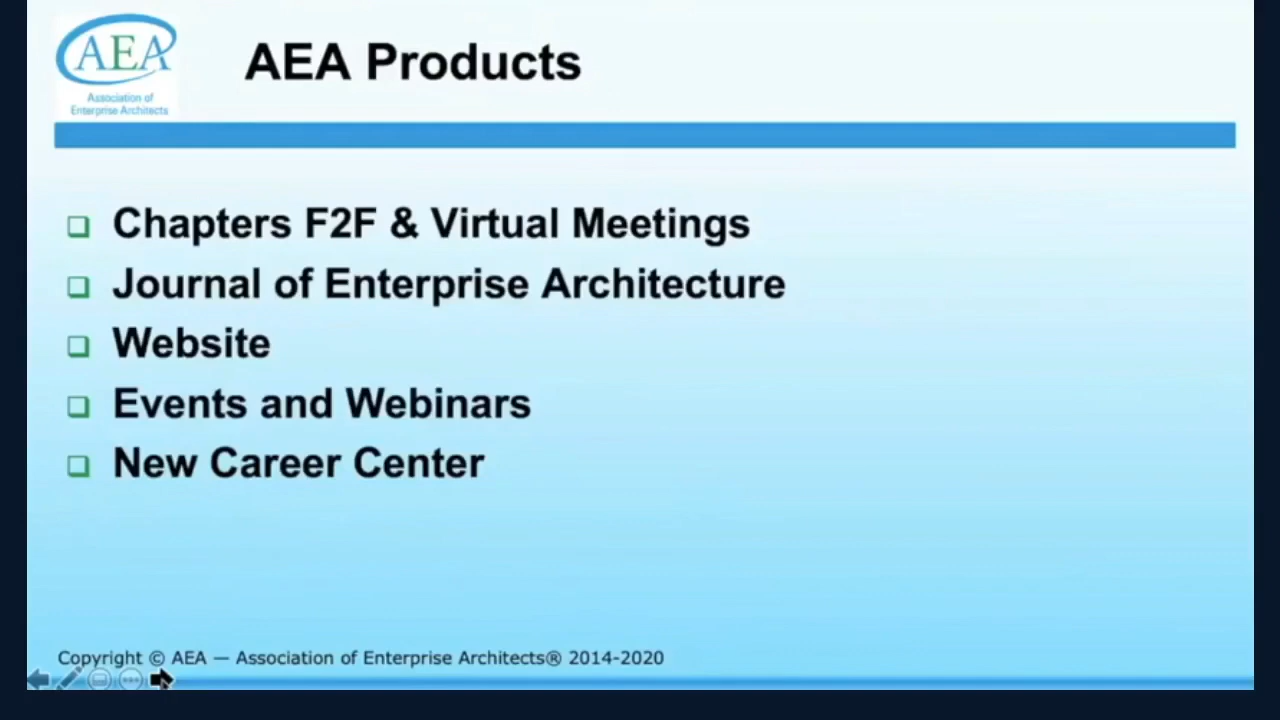 AEA
Association of
Enterprise Architects
AEA Products
Chapters F2F & Virtual Meetings
Journal of Enterprise Architecture
Website
Events and Webinars
New Career Center
Copyright © AEA — Association of Enterprise Architects® 2014-2020